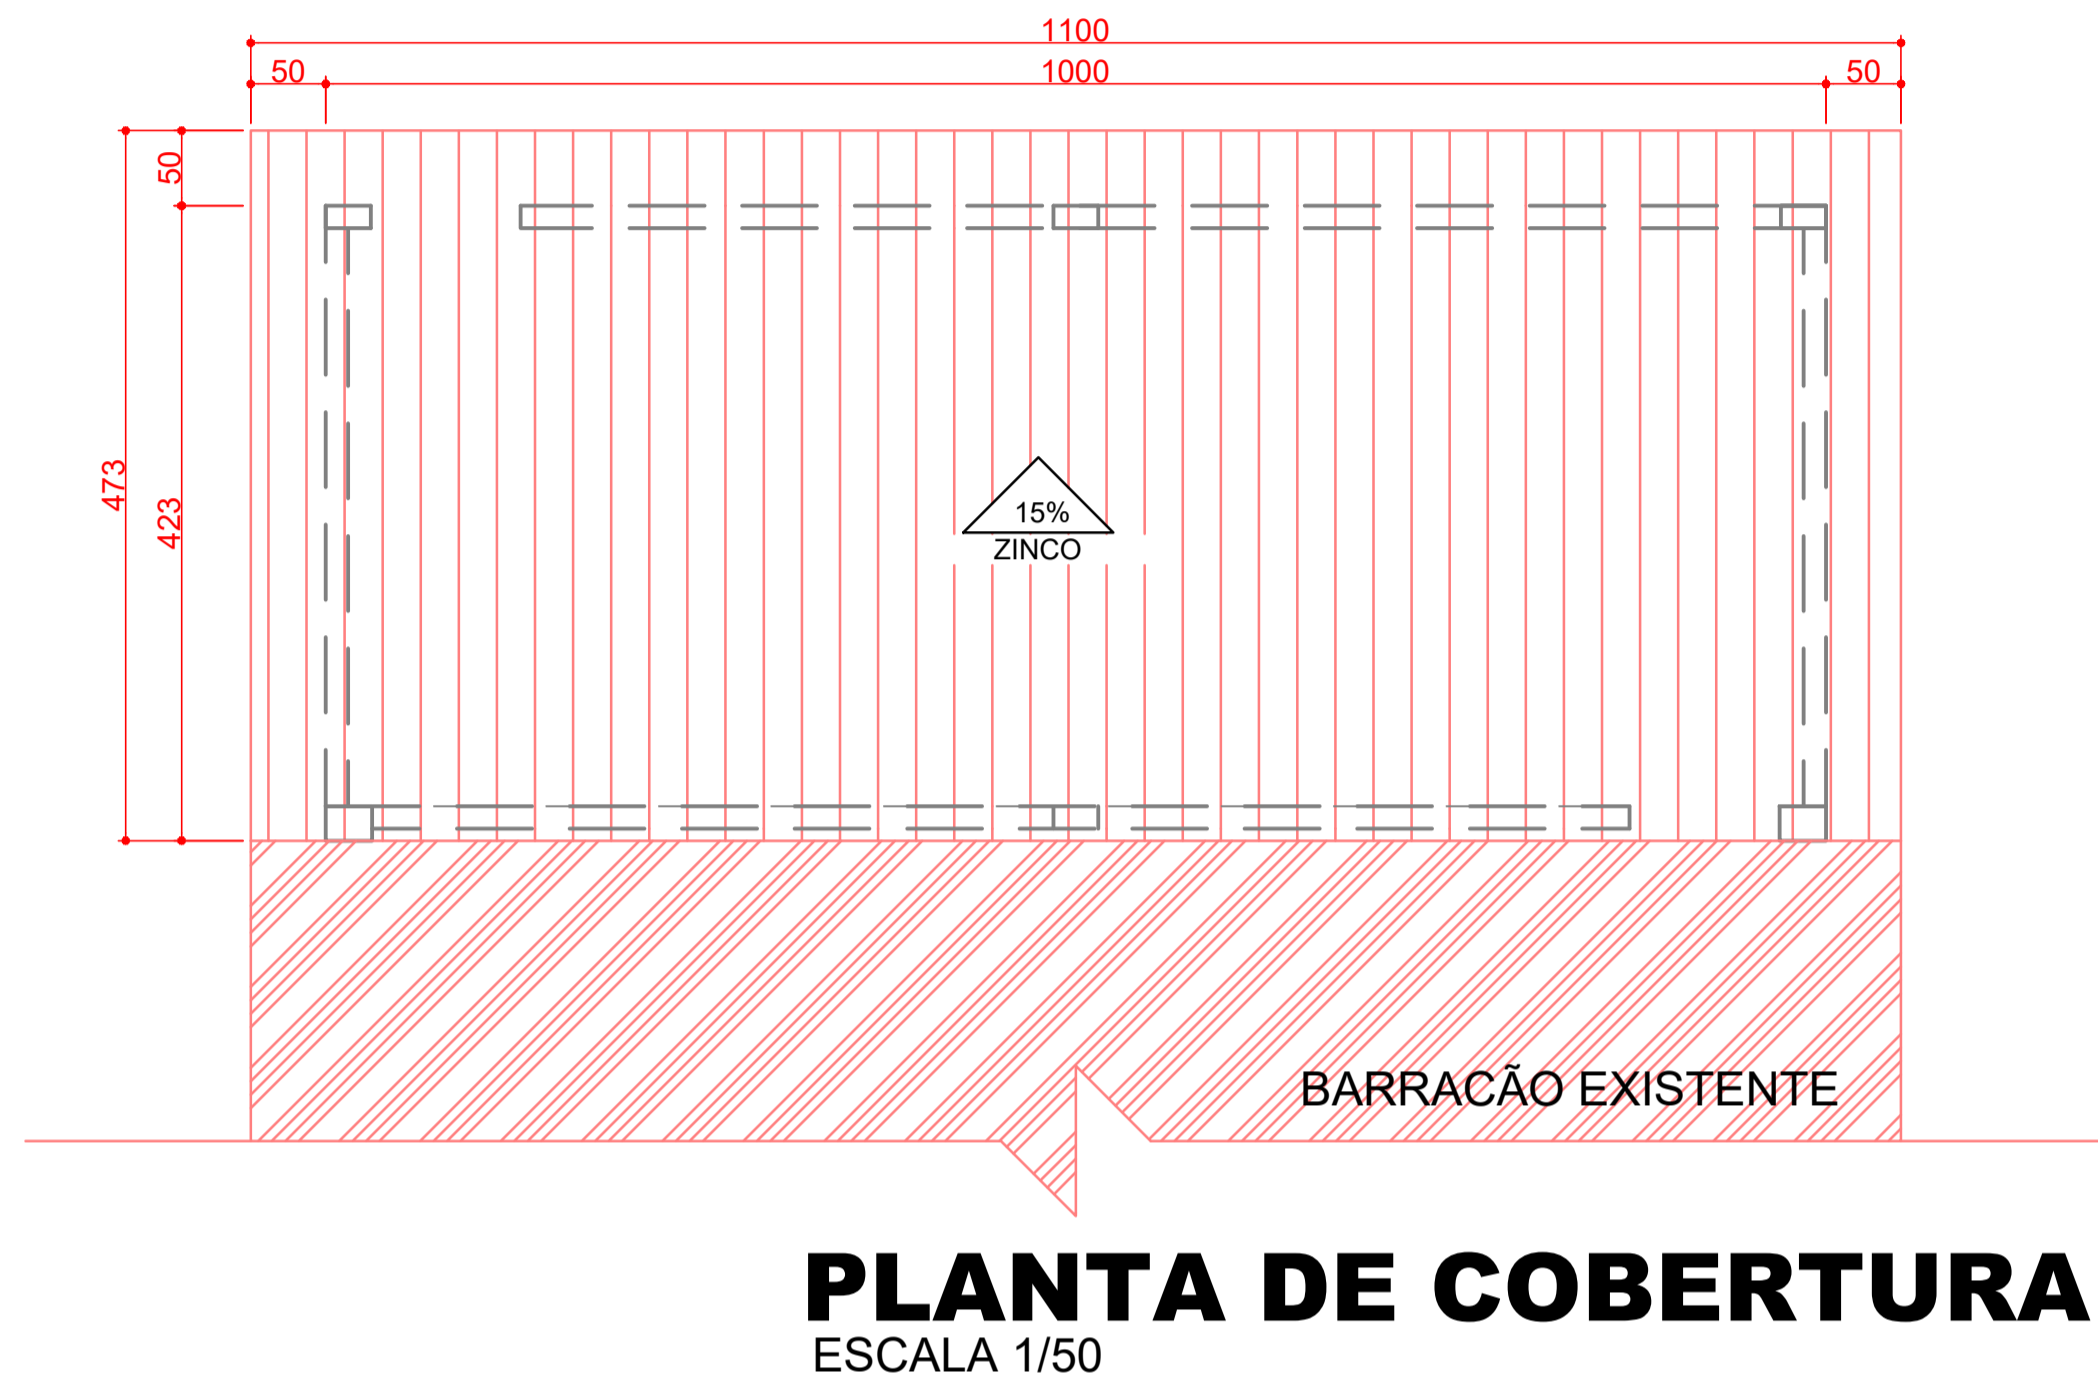 1100
50 1000 50
50
473
423
15%
ZINCO
BARRACÃO EXISTENTE
PLANTA DE COBERTURA
ESCALA 1/50